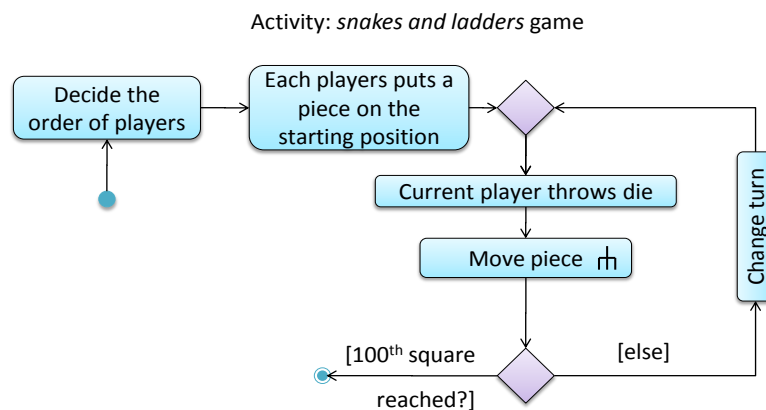 Activity: snakes and ladders game
Decide the
order of players
Each players puts a
piece on the
starting position
Current player throws die
Move piece
Change turn
[100th square
reached?]
[else]